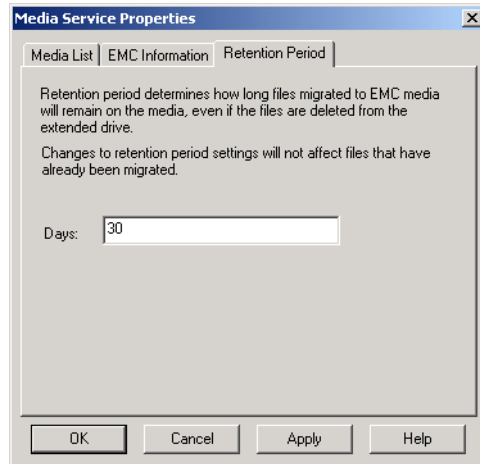 Media Service Properties
Media List EMC Information Retention Period
Retention period determines how long files migrated to EMC media
will remain on the media, even if the files are deleted from the
extended drive.
Changes to retention period settings will not affect files that have
already been migrated.
Days: 30
OK Cancel Apply Help